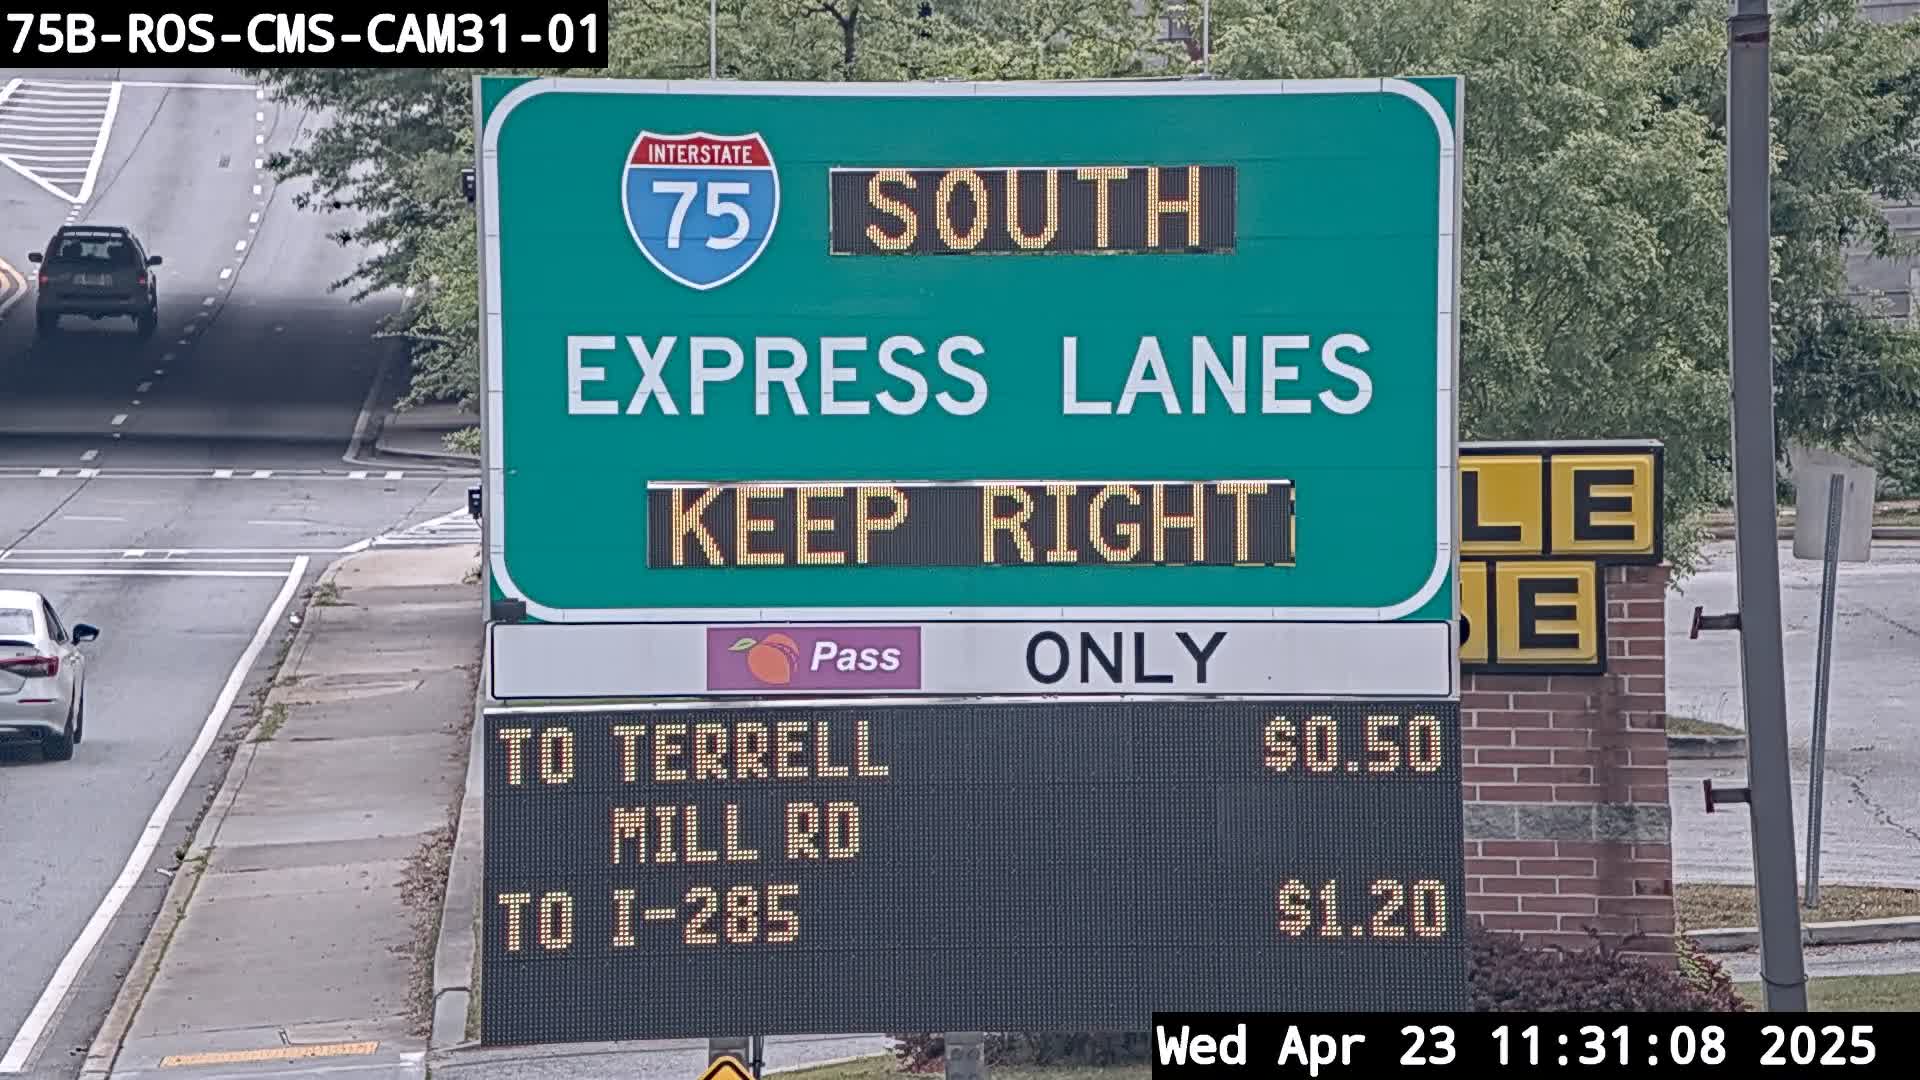 75B-ROS-CMS-CAM31-01
INTERSTATE
75
SOUTH
EXPRESS LANES
KEEP RIGHT
Pass ONLY
TO TERRELL $0.50
MILL RD
TO I-285 $1.20
LE
E
Wed Apr 23 11:31:08 2025